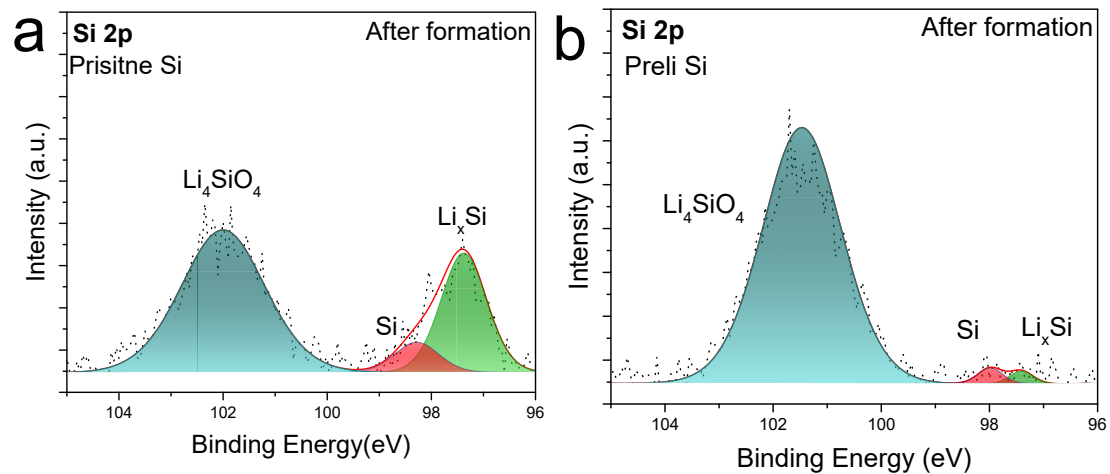 a
Si 2p
After formation
Prisitne Si
Li₄SiO₄
LiₓSi
Si
Intensity (a.u.)
104 102 100 98 96
Binding Energy(eV)
b
Si 2p
After formation
Preli Si
Li₄SiO₄
Si
LiₓSi
Intensity (a.u.)
104 102 100 98 96
Binding Energy (eV)